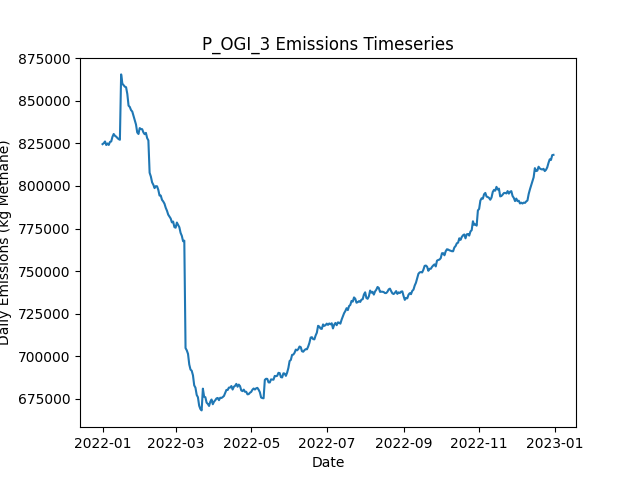 P_OGI_3 Emissions Timeseries
Daily Emissions (kg Methane)
875000
850000
825000
800000
775000
750000
725000
700000
675000
2022-01 2022-03 2022-05 2022-07 2022-09 2022-11 2023-01
Date